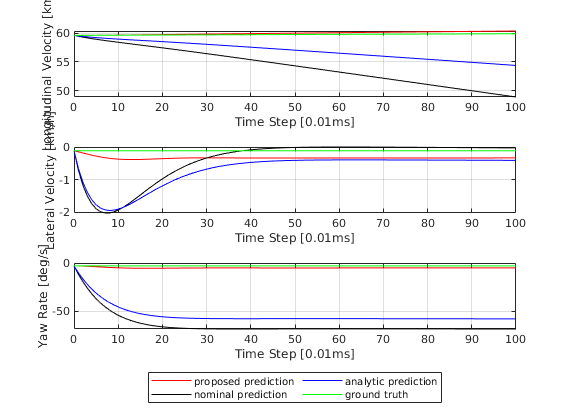 Longitudinal Velocity [km
60
55
50
0 10 20 30 40 50 60 70 80 90 100
Time Step [0.01ms]
Lateral Velocity [km/h]
0
-1
-2
0 10 20 30 40 50 60 70 80 90 100
Time Step [0.01ms]
Yaw Rate [deg/s]
0
-50
0 10 20 30 40 50 60 70 80 90 100
Time Step [0.01ms]
proposed prediction analytic prediction
nominal prediction ground truth